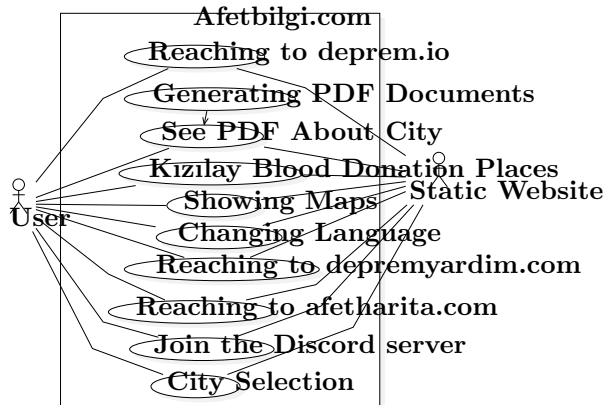 Afetbilgi.com
Reaching to deprem.io
Generating PDF Documents
See PDF About City
Kızılay Blood Donation Places
Static Website
Showing Maps
User
Changing Language
Reaching to depremyardim.com
Reaching to afetharita.com
Join the Discord server
City Selection